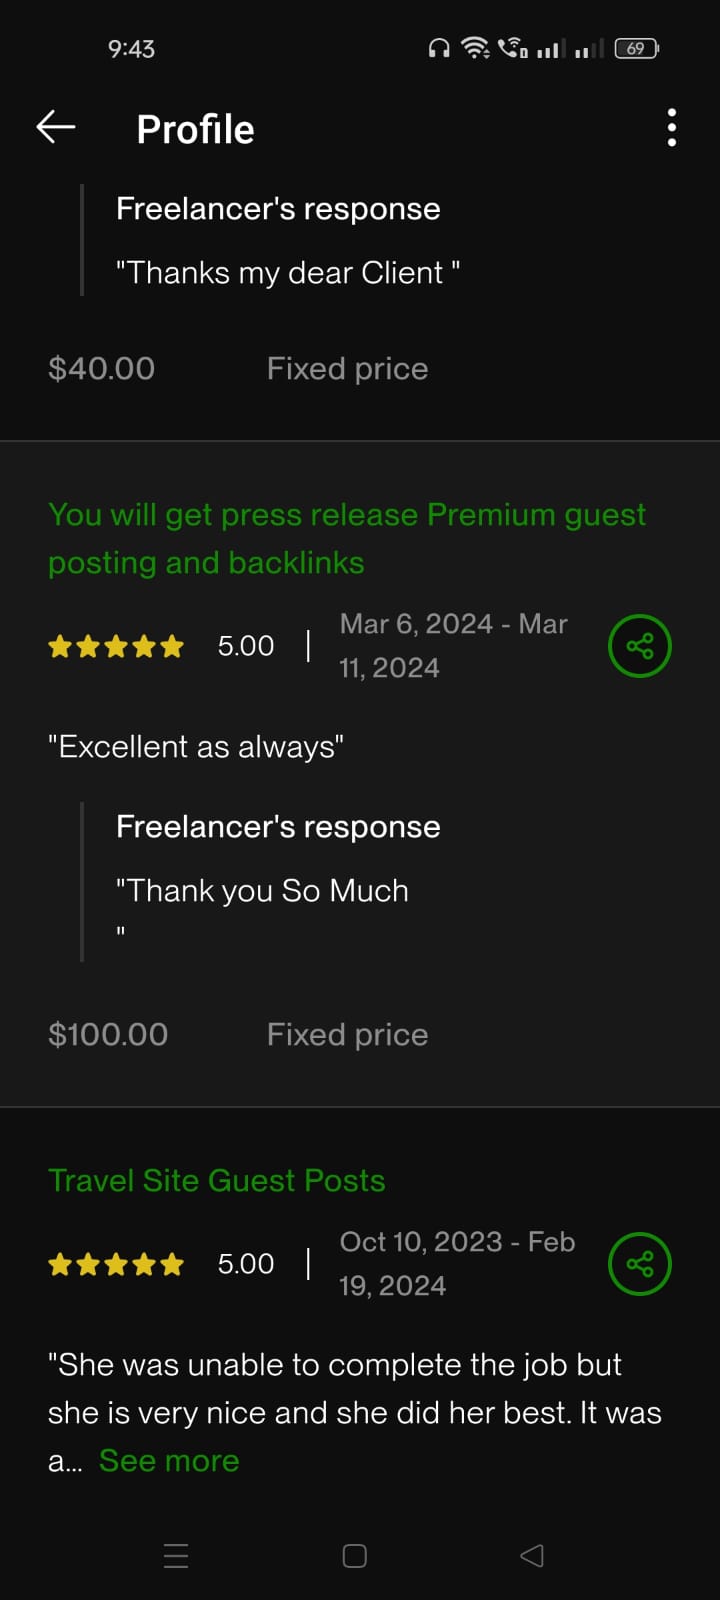 9:43
69
Profile
Freelancer's response
"Thanks my dear Client "
$40.00 Fixed price
You will get press release Premium guest
posting and backlinks
5.00 | Mar 6, 2024 - Mar
11, 2024
"Excellent as always"
Freelancer's response
"Thank you So Much
"
$100.00 Fixed price
Travel Site Guest Posts
5.00 | Oct 10, 2023 - Feb
19, 2024
"She was unable to complete the job but
she is very nice and she did her best. It was
a... See more